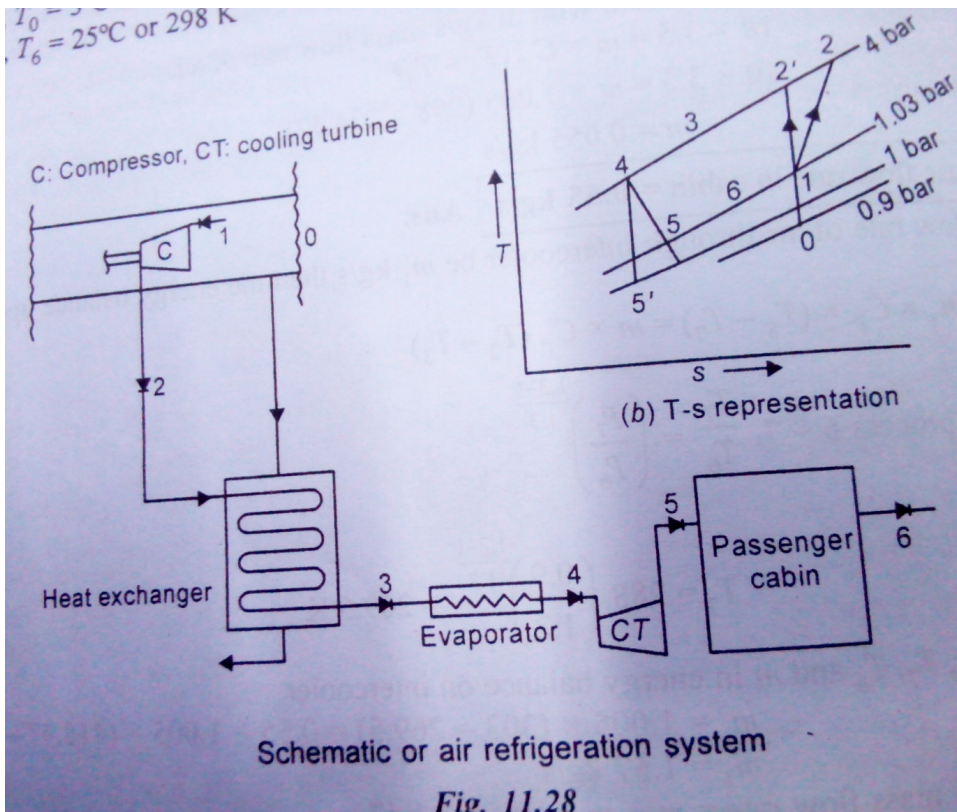 T₀ = 3°C
T₆ = 25°C or 298 K
C: Compressor, CT: cooling turbine
C
1
0
2
Heat exchanger
3
Evaporator
4
CT
5
Passenger
cabin
6
T
s
0
1
2
2'
3
4
5
5'
6
4 bar
1.03 bar
1 bar
0.9 bar
(b) T-s representation
Schematic or air refrigeration system
Fig. 11.28